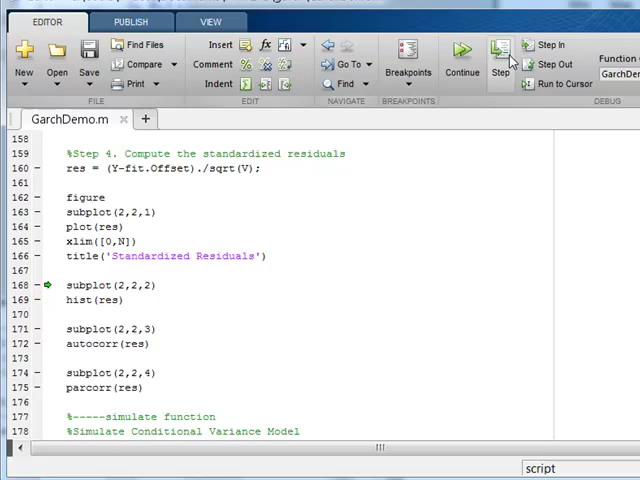 EDITOR PUBLISH VIEW
New Open Save Find Files Compare Print
Insert Comment Indent
Go To Find
Breakpoints
Continue Step Step In Step Out Run to Cursor
Function
GarchDe
FILE EDIT NAVIGATE BREAKPOINTS DEBUG
GarchDemo.m
158
159 %Step 4. Compute the standardized residuals
160 – res = (Y-fit.Offset)./sqrt(V);
161
162 – figure
163 – subplot(2,2,1)
164 – plot(res)
165 – xlim([0,N])
166 – title('Standardized Residuals')
167
168 – subplot(2,2,2)
169 – hist(res)
170
171 – subplot(2,2,3)
172 – autocorr(res)
173
174 – subplot(2,2,4)
175 – parcorr(res)
176
177 %-----simulate function
178 %Simulate Conditional Variance Model
script